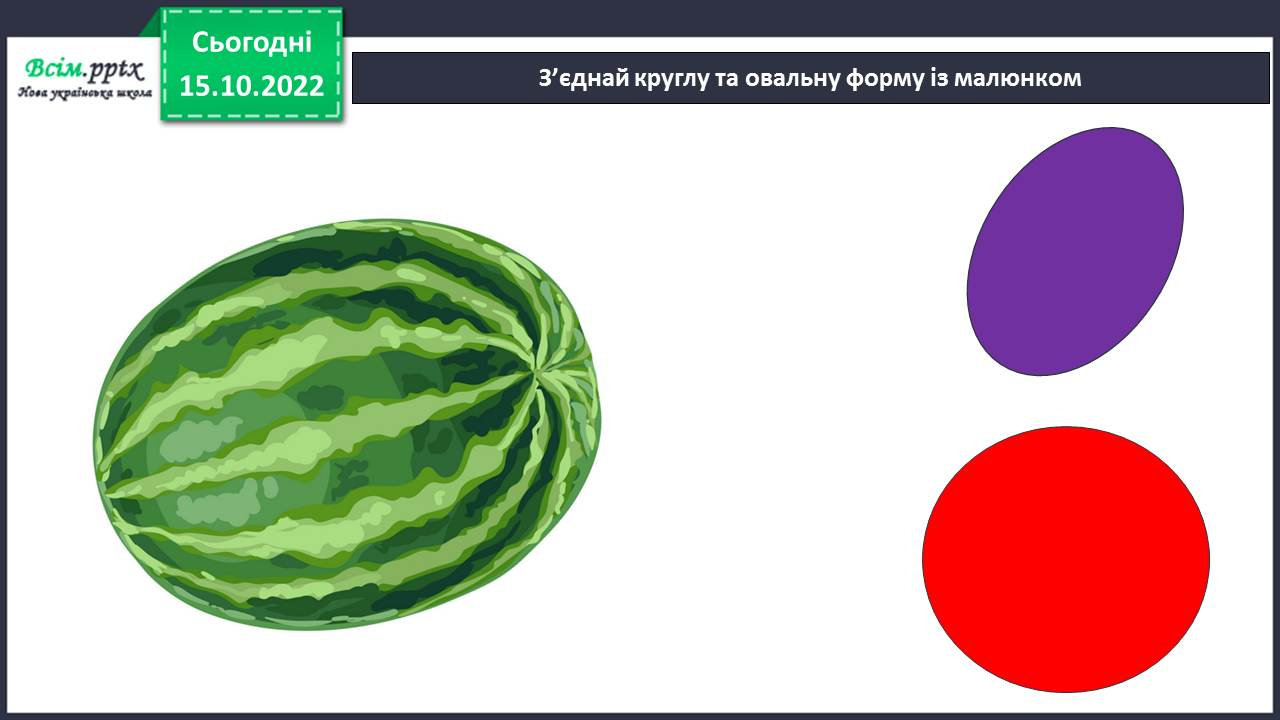 Всім.pptx
Нова українська школа
Сьогодні
15.10.2022
З’єднай круглу та овальну форму із малюнком